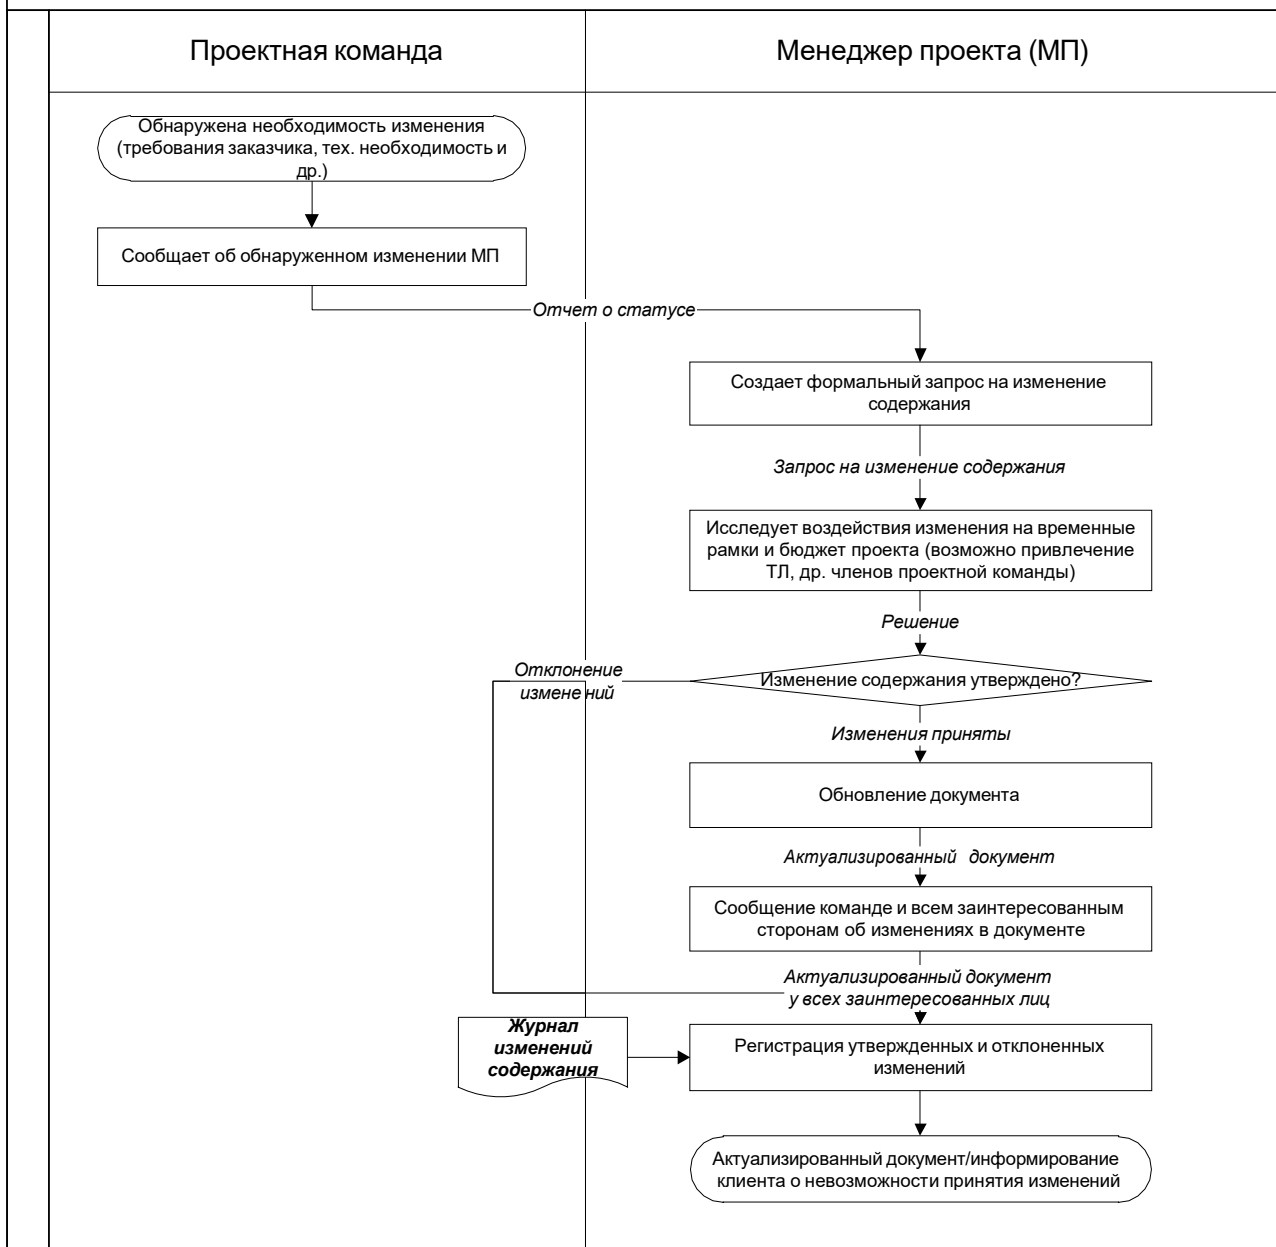 Проектная команда
Менеджер проекта (МП)
Обнаружена необходимость изменения
(требования заказчика, тех. необходимость и
др.)
Сообщает об обнаруженном изменении МП
Отчет о статусе
Создает формальный запрос на изменение
содержания
Запрос на изменение содержания
Исследует воздействия изменения на временные
рамки и бюджет проекта (возможно привлечение
ТЛ, др. членов проектной команды)
Решение
Отклонение
изменений
Изменение содержания утверждено?
Изменения приняты
Обновление документа
Актуализированный документ
Сообщение команде и всем заинтересованным
сторонам об изменениях в документе
Актуализированный документ
у всех заинтересованных лиц
Журнал
изменений
содержания
Регистрация утвержденных и отклоненных
изменений
Актуализированный документ/информирование
клиента о невозможности принятия изменений